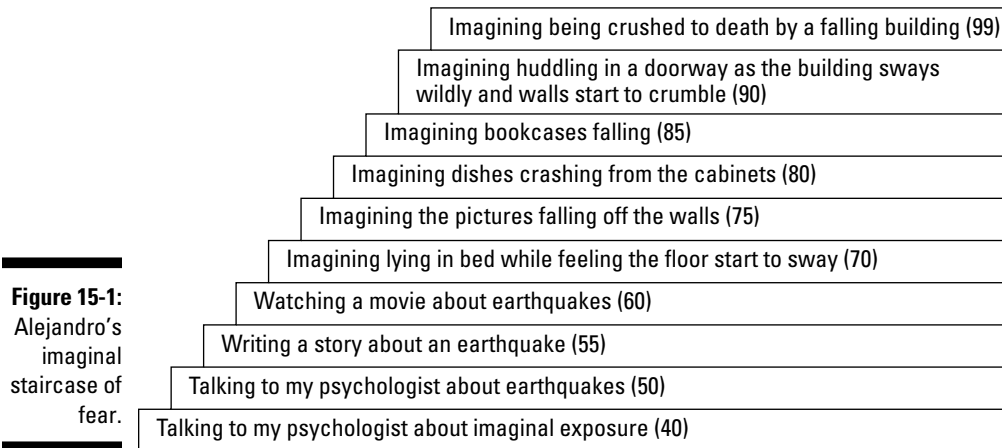 Imagining being crushed to death by a falling building (99)
Imagining huddling in a doorway as the building sways
wildly and walls start to crumble (90)
Imagining bookcases falling (85)
Imagining dishes crashing from the cabinets (80)
Imagining the pictures falling off the walls (75)
Imagining lying in bed while feeling the floor start to sway (70)
Watching a movie about earthquakes (60)
Writing a story about an earthquake (55)
Talking to my psychologist about earthquakes (50)
Talking to my psychologist about imaginal exposure (40)
Figure 15-1:
Alejandro's
imaginal
staircase of
fear.